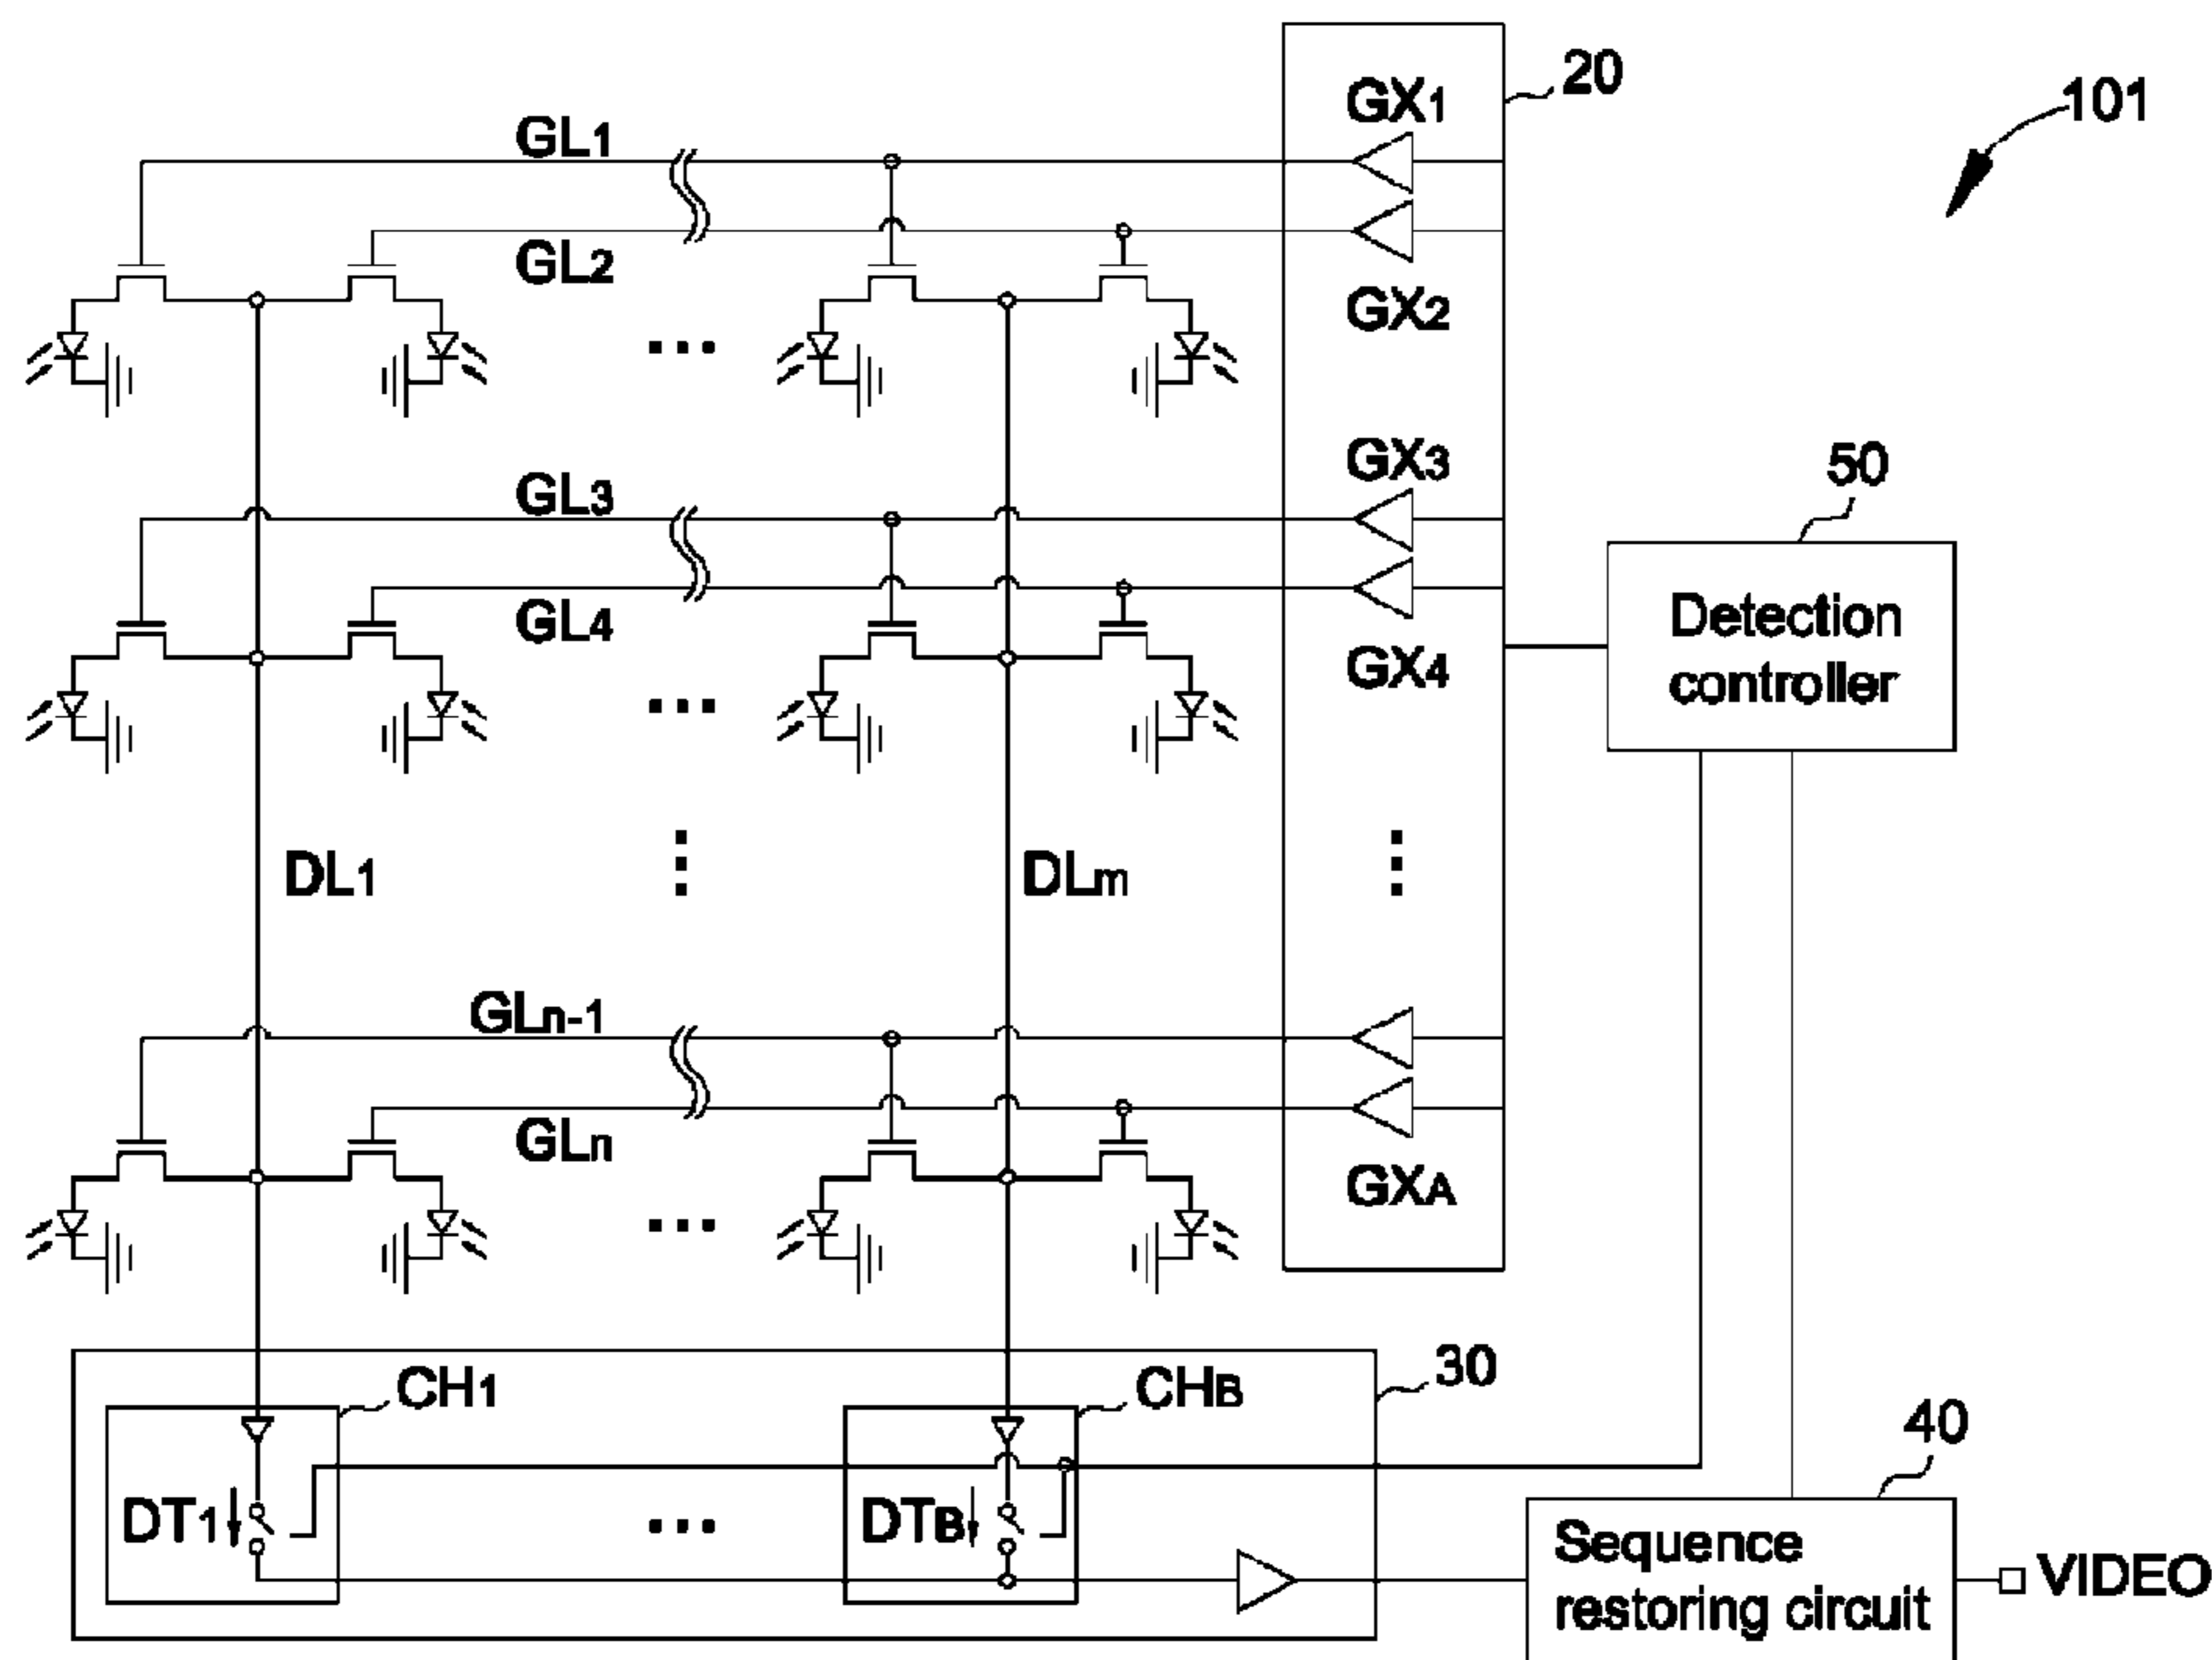 GX1
20
101
GL1
GL2
GX2
...
GX3
50
GL3
GL4
Detection
controller
GX4
...
DL1
DLm
GLn-1
GLn
GXA
...
CH1
CHB
30
40
DT1
...
DTB
Sequence
restoring circuit
VIDEO